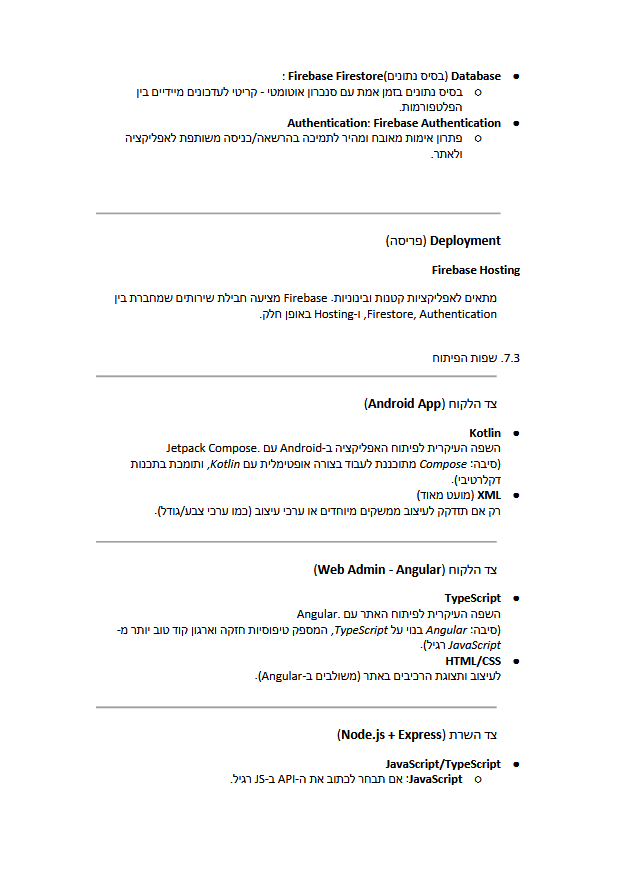 ● Database (בסיס נתונים)Firebase Firestore :
○ בסיס נתונים בזמן אמת עם סנכרון אוטומטי - קריטי לעדכונים מיידיים בין
הפלטפורמות.
● Authentication: Firebase Authentication
○ פתרון אימות מאובח ומהיר לתמיכה בהרשאה/כניסה משותפת לאפליקציה
ולאתר.
Deployment (פריסה)
Firebase Hosting
מתאים לאפליקציות קטנות ובינוניות. Firebase מציעה חבילת שירותים שמחברת בין
Firestore, Authentication, ו-Hosting באופן חלק.
7.3. שפות הפיתוח
צד הלקוח (Android App)
● Kotlin
השפה העיקרית לפיתוח האפליקציה ב-Android עם Jetpack Compose.
(סיבה: Compose מתוכננת לעבוד בצורה אופטימלית עם Kotlin, ותומכת בתכנות
דקלרטיבי).
● XML (מועט מאוד)
רק אם תזדקק לעיצוב ממשקים מיוחדים או ערכי עיצוב (כמו ערכי צבע/גודל).
צד הלקוח (Web Admin - Angular)
● TypeScript
השפה העיקרית לפיתוח האתר עם Angular.
(סיבה: Angular בנוי על TypeScript, המספק טיפוסיות חזקה וארגון קוד טוב יותר מ-
JavaScript רגיל).
● HTML/CSS
לעיצוב ותצוגת הרכיבים באתר (משולבים ב-Angular).
צד השרת (Node.js + Express)
● JavaScript/TypeScript
○ JavaScript: אם תבחר לכתוב את ה-API ב-JS רגיל.